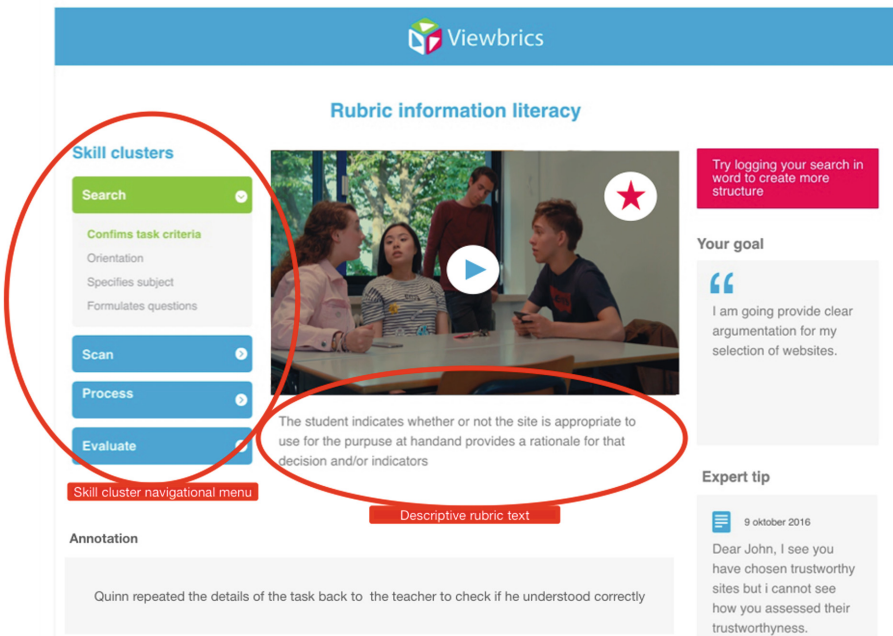 Viewbrics
Rubric information literacy
Skill clusters
Search
Confims task criteria
Orientation
Specifies subject
Formulates questions
Scan
Process
Evaluate
Skill cluster navigational menu
The student indicates whether or not the site is appropriate to
use for the purpuse at handand provides a rationale for that
decision and/or indicators
Descriptive rubric text
Annotation
Quinn repeated the details of the task back to the teacher to check if he understood correctly
Try logging your search in
word to create more
structure
Your goal
“
I am going provide clear
argumentation for my
selection of websites.
Expert tip
9 oktober 2016
Dear John, I see you
have chosen trustworthy
sites but i cannot see
how you assessed their
trustworthyness.